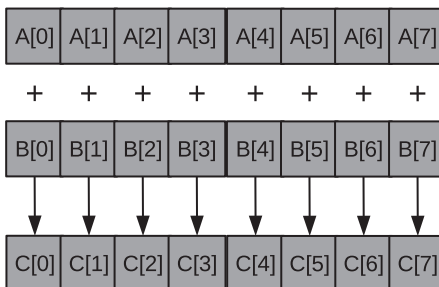 A[0] A[1] A[2] A[3] A[4] A[5] A[6] A[7]
+ + + + + + + +
B[0] B[1] B[2] B[3] B[4] B[5] B[6] B[7]
C[0] C[1] C[2] C[3] C[4] C[5] C[6] C[7]